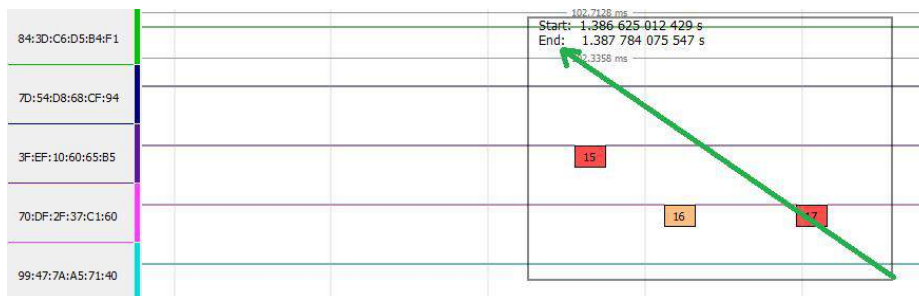 102.7128 ms
84:3D:C6:D5:B4:F1
Start: 1.386 625 012 429 s
End: 1.387 784 075 547 s
7D:54:D8:68:CF:94
3F:EF:10:60:65:B5
15
70:DF:2F:37:C1:60
16
17
99:47:7A:A5:71:40